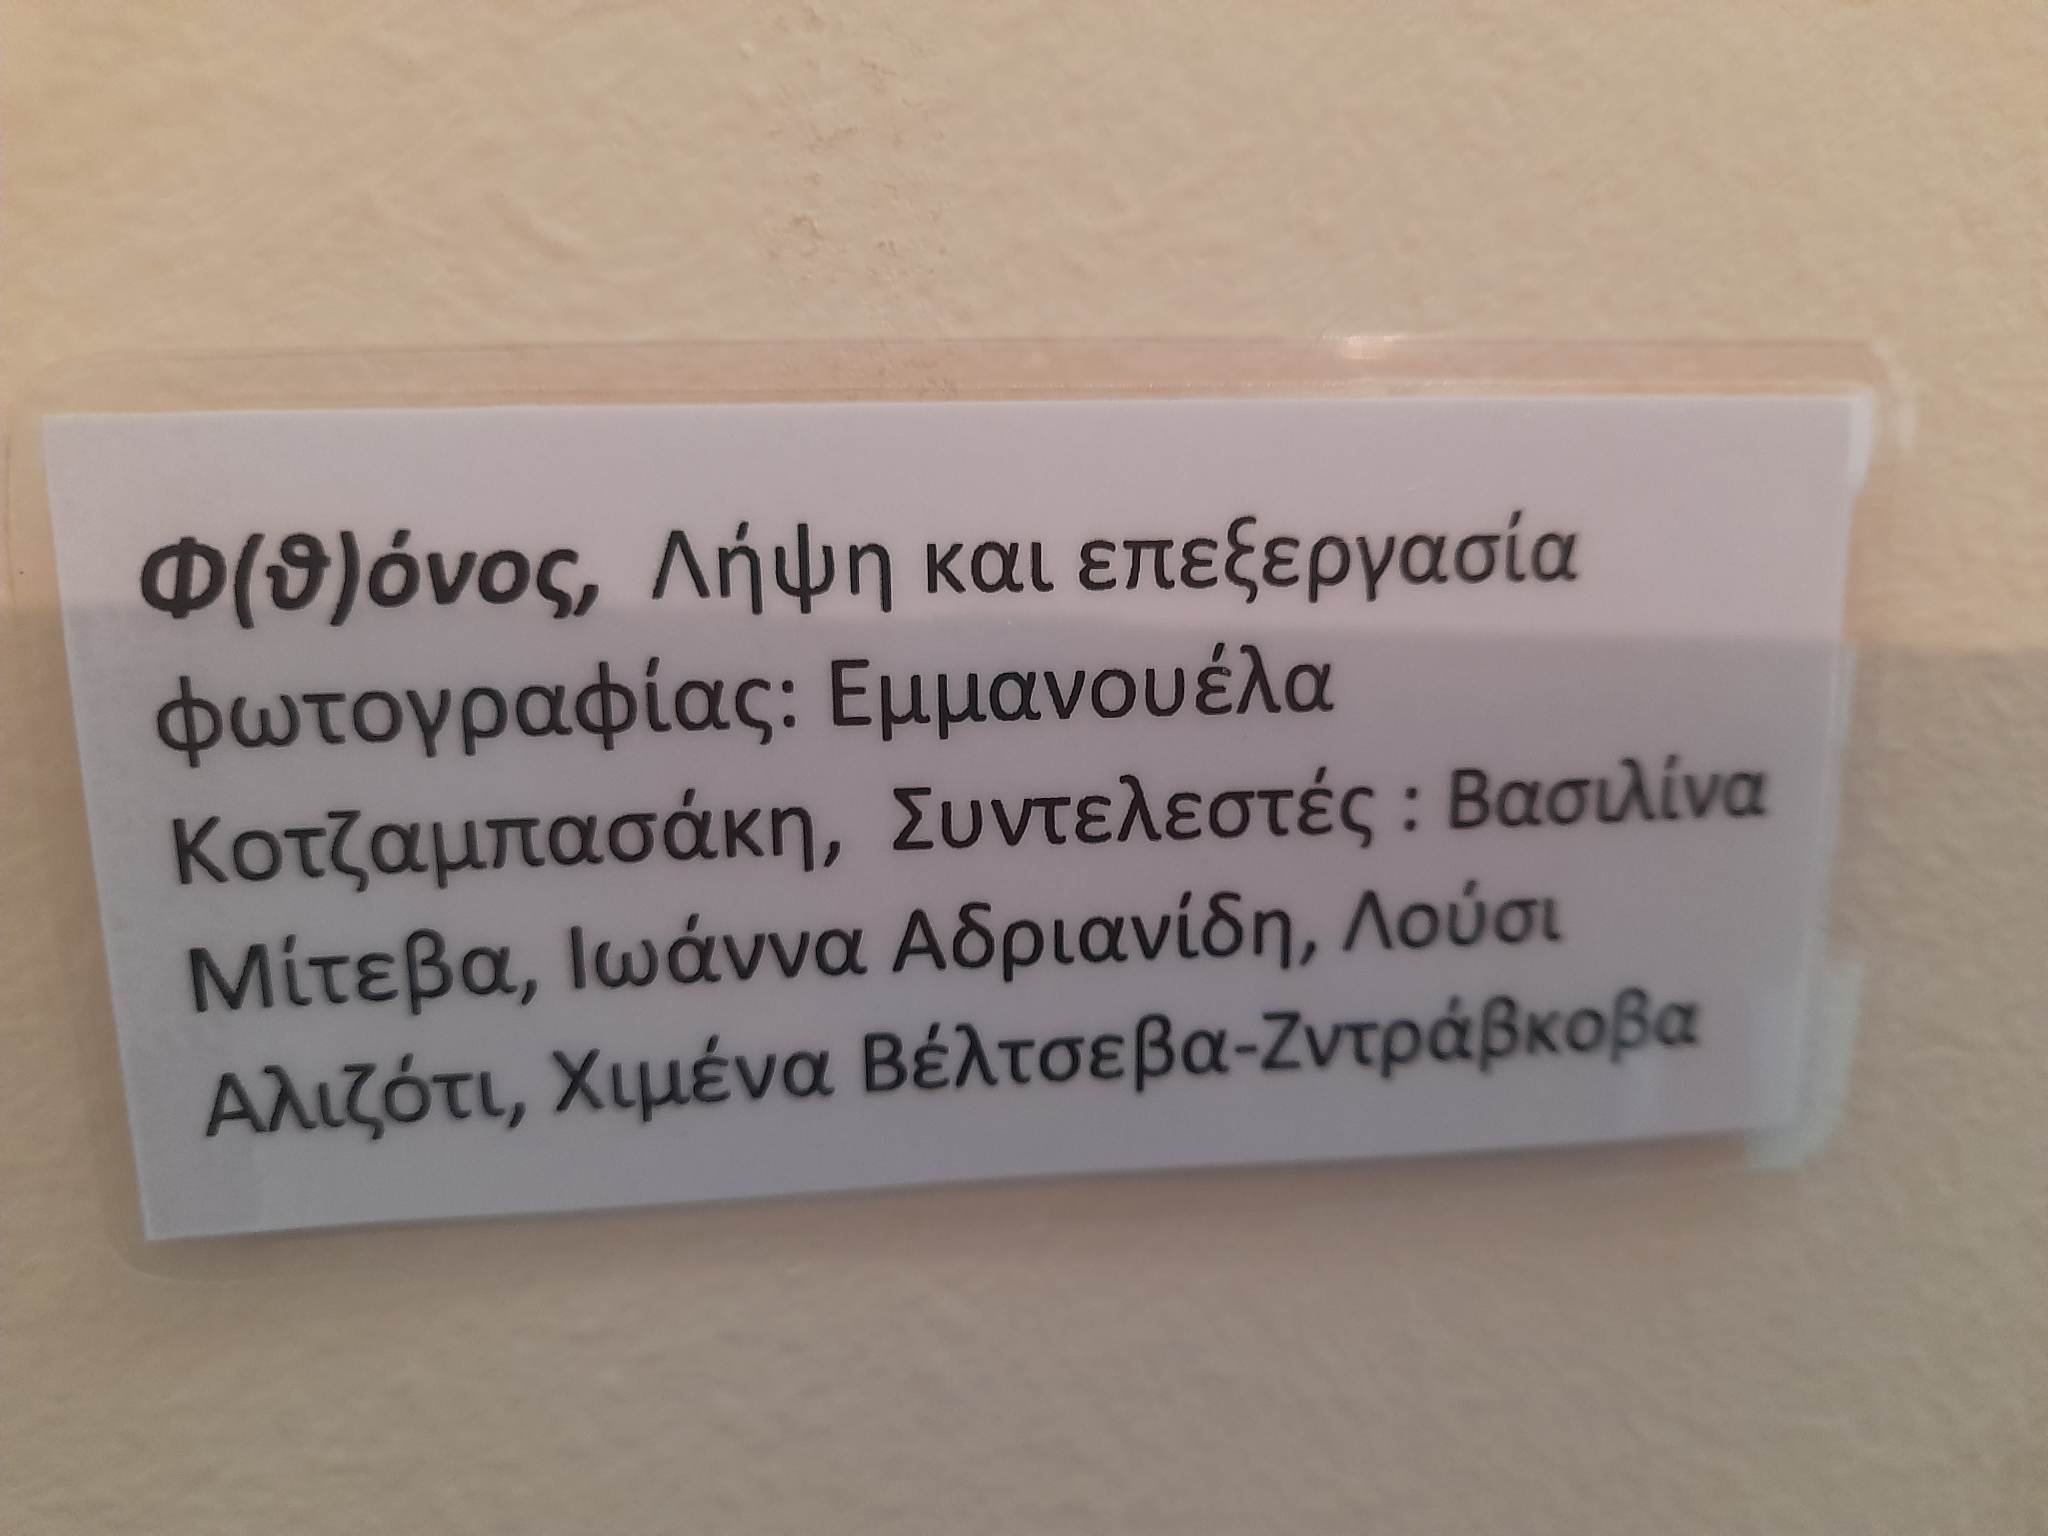 Φ(ϑ)όνος, Λήψη και επεξεργασία
φωτογραφίας: Εμμανουέλα
Κοτζαμπασάκη, Συντελεστές : Βασιλίνα
Μίτεβα, Ιωάννα Αδριανίδη, Λούσι
Αλιζότι, Χιμένα Βέλτσεβα-Ζντράβκοβα